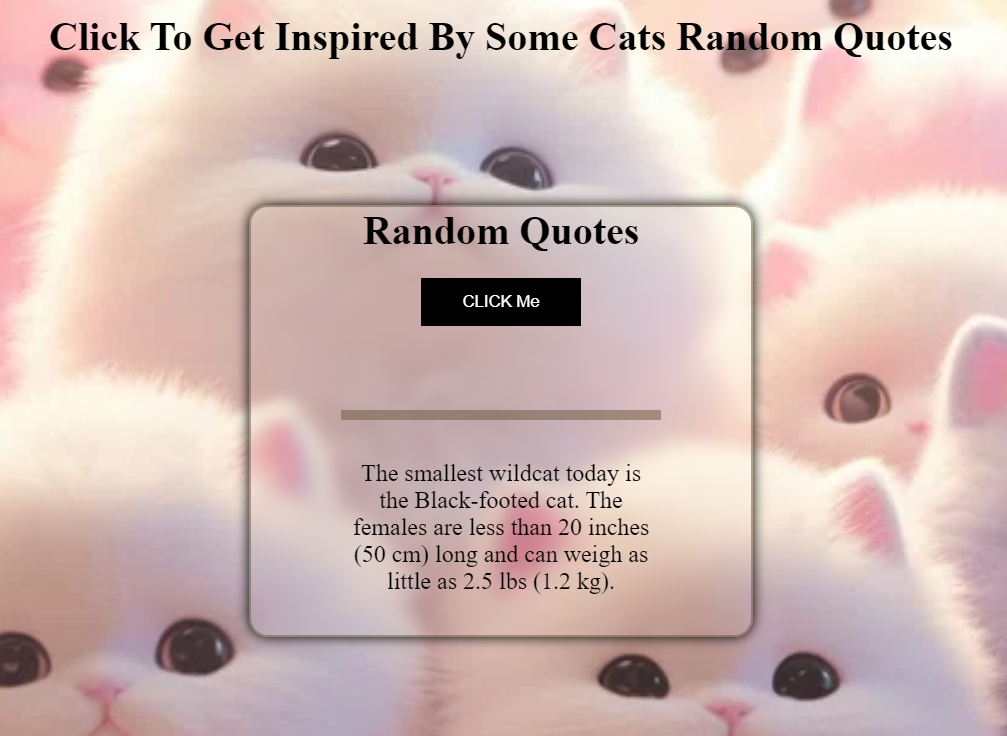 Click To Get Inspired By Some Cats Random Quotes
Random Quotes
CLICK Me
The smallest wildcat today is
the Black-footed cat. The
females are less than 20 inches
(50 cm) long and can weigh as
little as 2.5 lbs (1.2 kg).